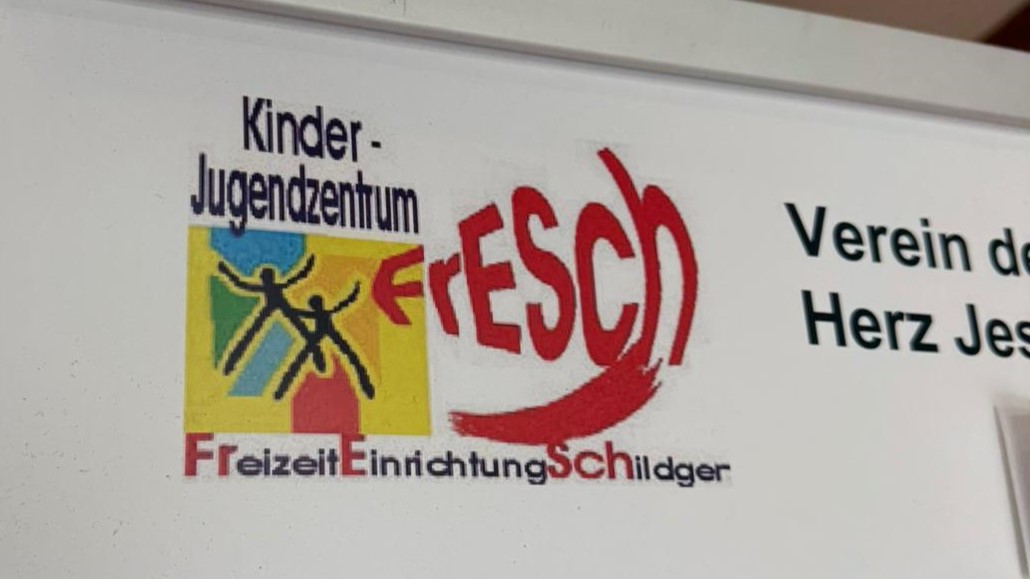 Kinder -
Jugendzentrum
FrESch
FreizeitEinrichtungSchildger
Verein de
Herz Jes